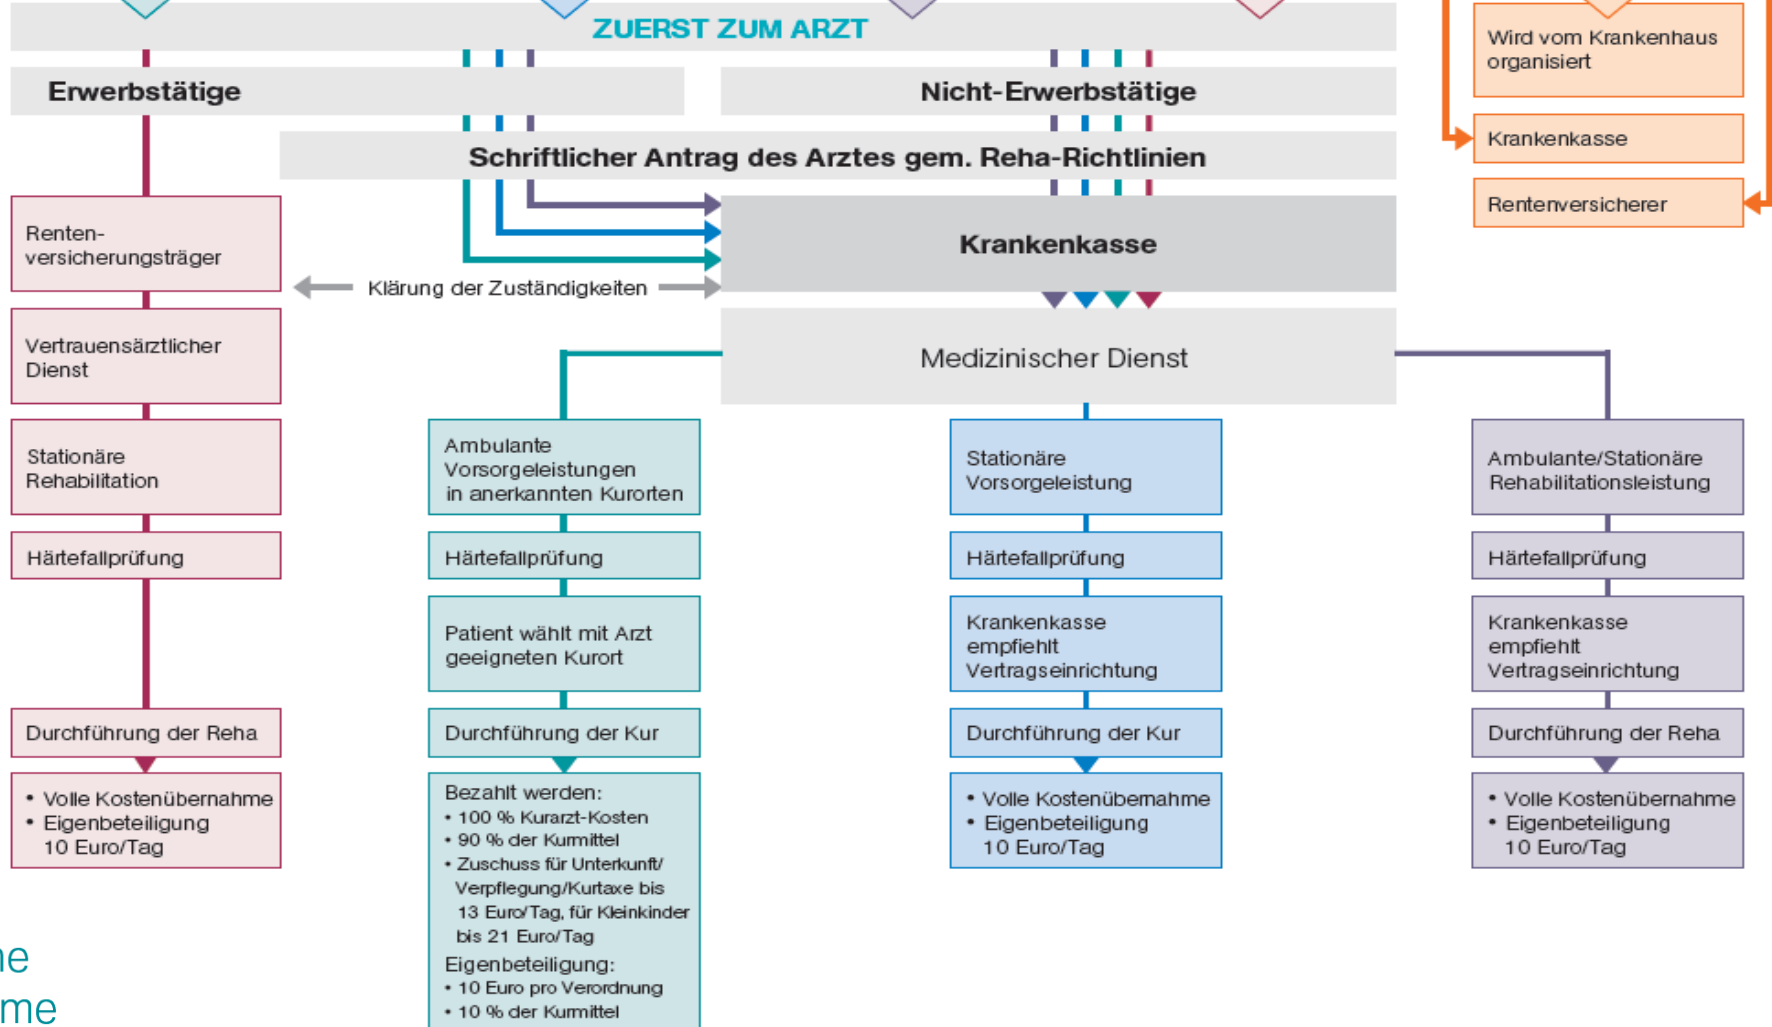 ZUERST ZUM ARZT
Wird vom Krankenhaus
organisiert
Krankenkasse
Rentenversicherer
Erwerbstätige
Nicht-Erwerbstätige
Schriftlicher Antrag des Arztes gem. Reha-Richtlinien
Renten-
versicherungsträger
Krankenkasse
Klärung der Zuständigkeiten
Vertrauensärztlicher
Dienst
Medizinischer Dienst
Stationäre
Rehabilitation
Härtefallprüfung
Durchführung der Reha
• Volle Kostenübernahme
• Eigenbeteiligung
10 Euro/Tag
Ambulante
Vorsorgeleistungen
in anerkannten Kurorten
Härtefallprüfung
Patient wählt mit Arzt
geeigneten Kurort
Durchführung der Kur
Bezahlt werden:
• 100 % Kurarzt-Kosten
• 90 % der Kurmittel
• Zuschuss für Unterkunft/
Verpflegung/Kurtaxe bis
13 Euro/Tag, für Kleinkinder
bis 21 Euro/Tag
Eigenbeteiligung:
• 10 Euro pro Verordnung
• 10 % der Kurmittel
Stationäre
Vorsorgeleistung
Härtefallprüfung
Krankenkasse
empfiehlt
Vertragseinrichtung
Durchführung der Kur
• Volle Kostenübernahme
• Eigenbeteiligung
10 Euro/Tag
Ambulante/Stationäre
Rehabilitationsleistung
Härtefallprüfung
Krankenkasse
empfiehlt
Vertragseinrichtung
Durchführung der Reha
• Volle Kostenübernahme
• Eigenbeteiligung
10 Euro/Tag